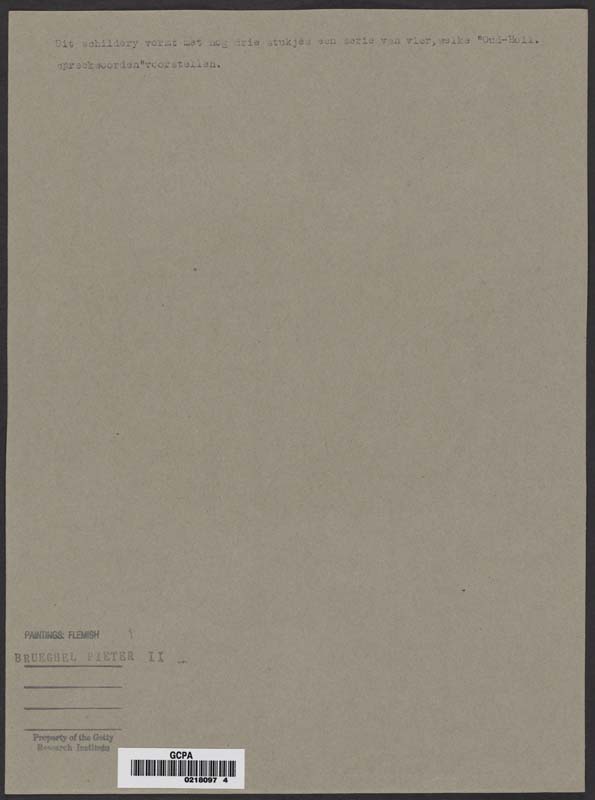 Dit schildery vormt met nog drie stukjes een serie van vier,welke "Oud-Holl.
spreekwoorden"voorstellen.
PAINTINGS: FLEMISH
BRUEGHEL PIETER II
Property of the Getty
Research Institute
GCPA
0218097 4